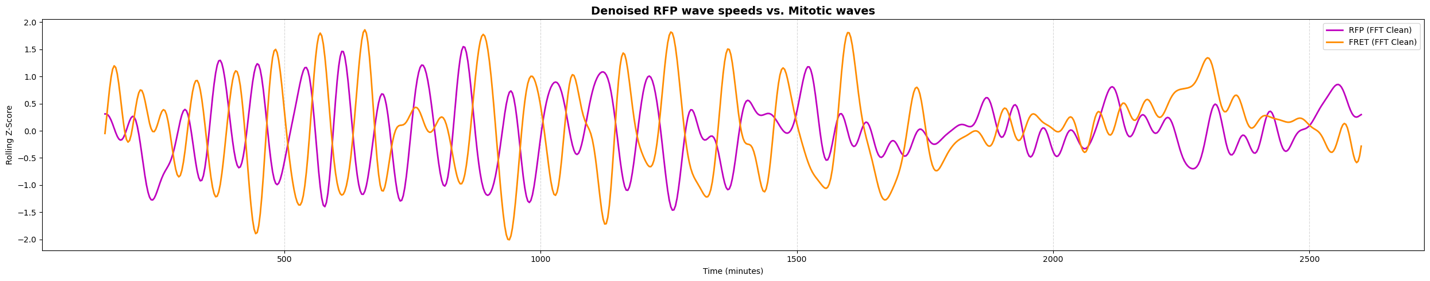 Denoised RFP wave speeds vs. Mitotic waves
RFP (FFT Clean)
FRET (FFT Clean)
Rolling Z-Score
2.0
1.5
1.0
0.5
0.0
−0.5
−1.0
−1.5
−2.0
500
1000
1500
2000
2500
Time (minutes)